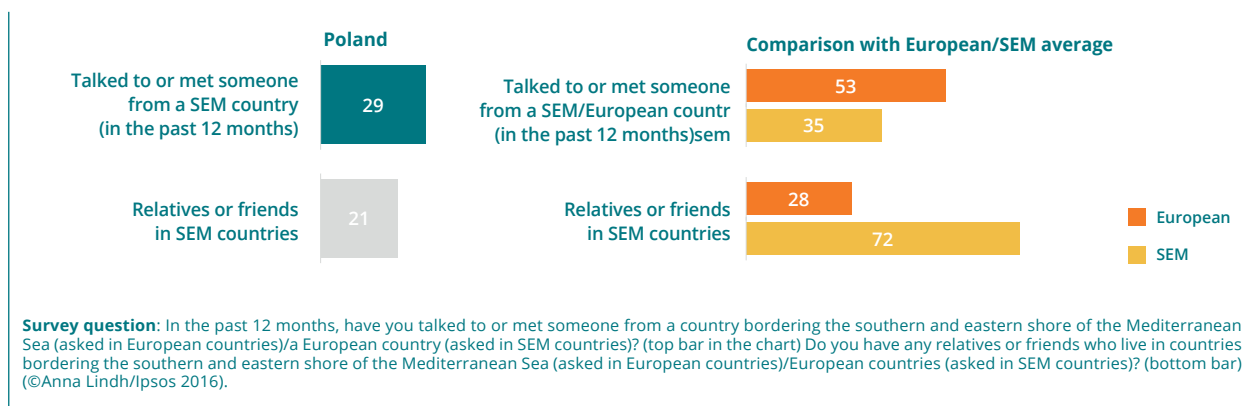 Poland
Talked to or met someone
from a SEM country
(in the past 12 months)
29
Relatives or friends
in SEM countries
21
Comparison with European/SEM average
Talked to or met someone
from a SEM/European countr
(in the past 12 months)sem
53
35
Relatives or friends
in SEM countries
28
72
European
SEM
Survey question: In the past 12 months, have you talked to or met someone from a country bordering the southern and eastern shore of the Mediterranean
Sea (asked in European countries)/a European country (asked in SEM countries)? (top bar in the chart) Do you have any relatives or friends who live in countries
bordering the southern and eastern shore of the Mediterranean Sea (asked in European countries)/European countries (asked in SEM countries)? (bottom bar)
(©Anna Lindh/Ipsos 2016).